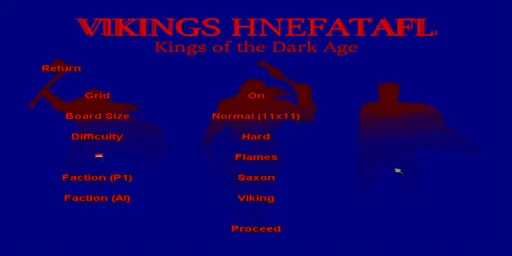 VIKINGS HNEFATAFL
Kings of the Dark Age
Return
Grid On
Board Size Normal (11x11)
Difficulty Hard
Flames
Faction (P1) Saxon
Faction (AI) Viking
Proceed